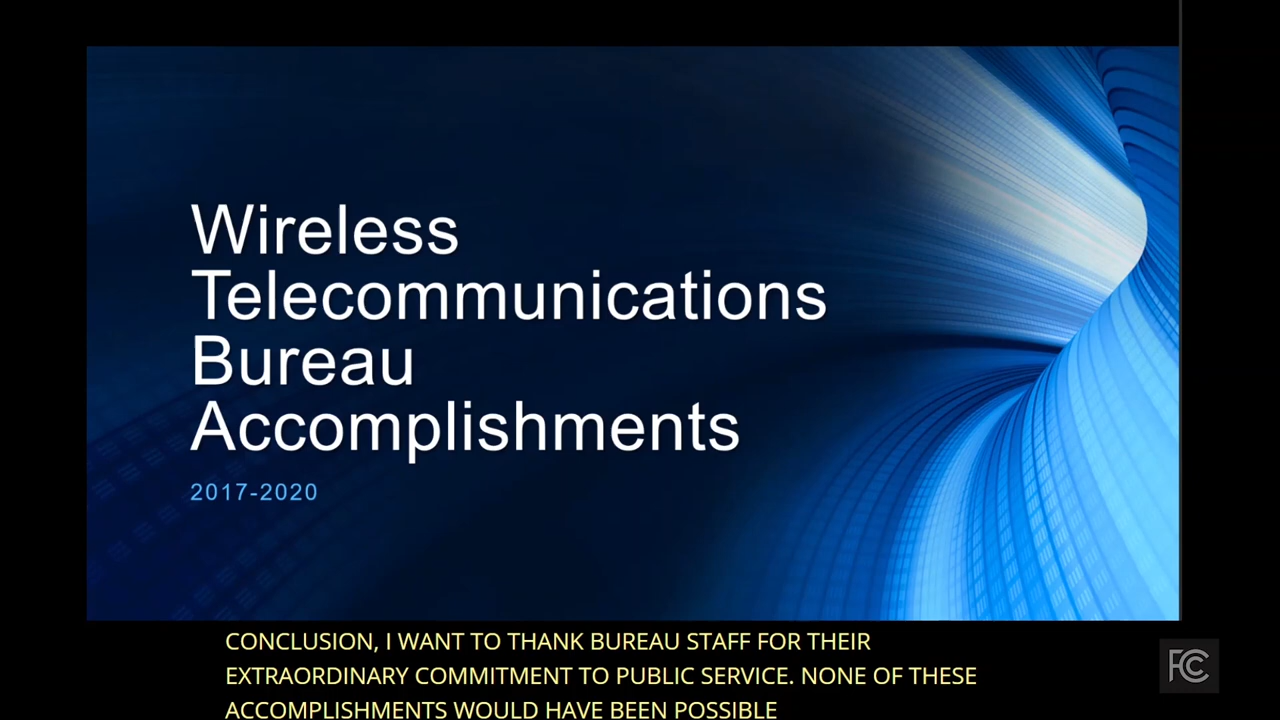 Wireless
Telecommunications
Bureau
Accomplishments
2017-2020
CONCLUSION, I WANT TO THANK BUREAU STAFF FOR THEIR
EXTRAORDINARY COMMITMENT TO PUBLIC SERVICE. NONE OF THESE
ACCOMPLISHMENTS WOULD HAVE BEEN POSSIBLE
FCC